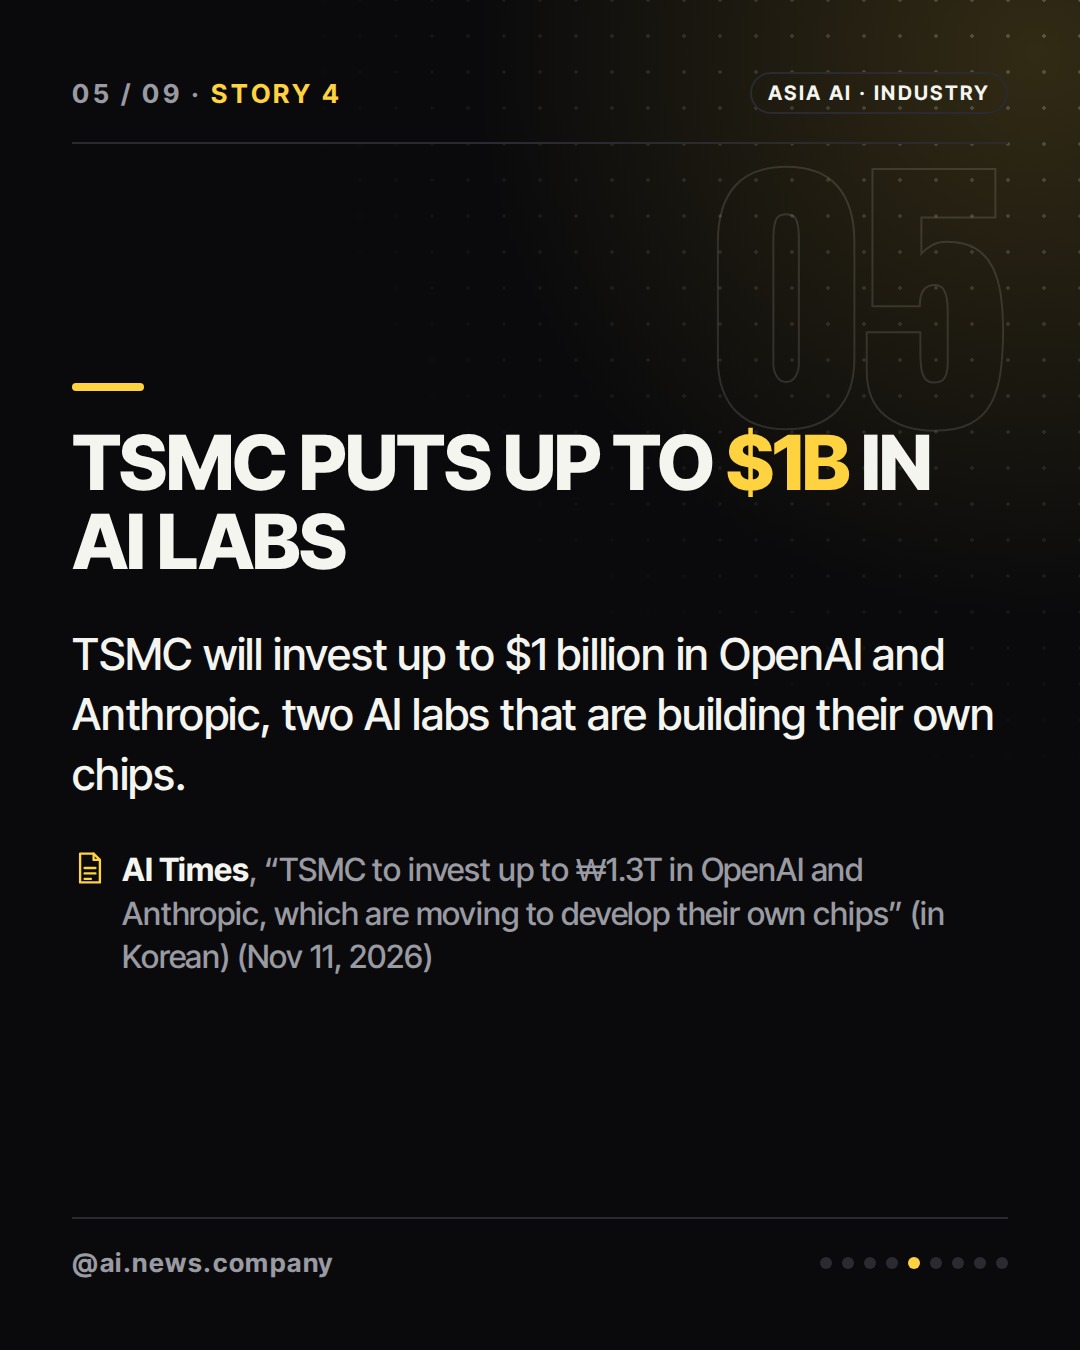 05 / 09 · STORY 4
ASIA AI · INDUSTRY
05
TSMC PUTS UP TO $1B IN
AI LABS
TSMC will invest up to $1 billion in OpenAI and
Anthropic, two AI labs that are building their own
chips.
AI Times, “TSMC to invest up to ₩1.3T in OpenAI and
Anthropic, which are moving to develop their own chips” (in
Korean) (Nov 11, 2026)
@ai.news.company